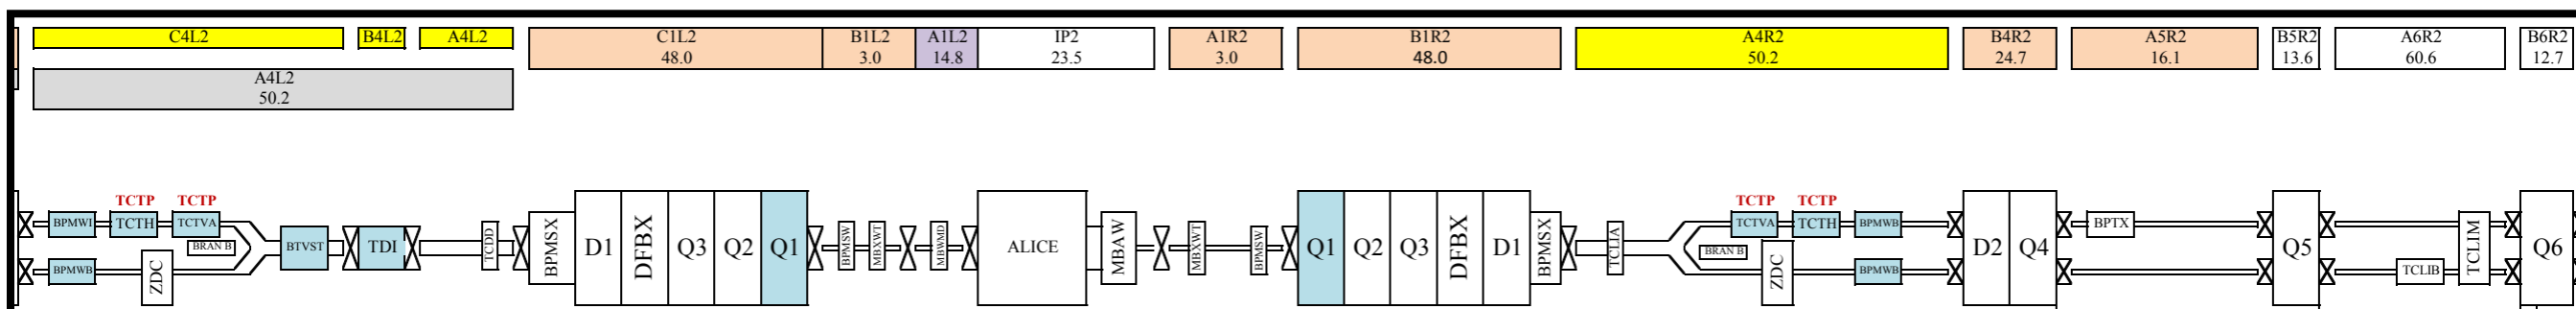 C4L2 B4L2 A4L2 C1L2 B1L2 A1L2 IP2 A1R2 B1R2 A4R2 B4R2 A5R2 B5R2 A6R2 B6R2
48.0 3.0 14.8 23.5 3.0 48.0 50.2 24.7 16.1 13.6 60.6 12.7
A4L2
50.2
TCTP TCTP TCTP TCTP
BPMWI TCTH TCTVA TCTVA TCTH BPMWB BPTX
BRAN B BTVST TDI TCDD BPMSX D1 DFBX Q3 Q2 Q1 BPMSW MBXWT MBWMD ALICE MBAW MBXWT BPMSW Q1 Q2 Q3 DFBX D1 BPMSX TCLIA BRAN B D2 Q4 Q5 TCLIM Q6
BPMWB ZDC ZDC BPMWB TCLIB